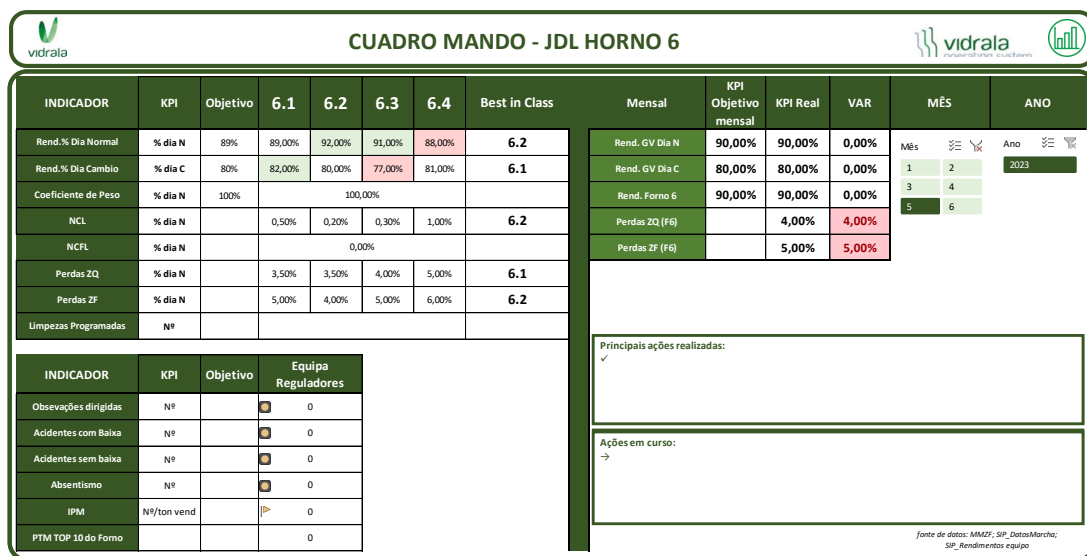 vidrala
CUADRO MANDO - JDL HORNO 6
vidrala
operating system
INDICADOR KPI Objetivo 6.1 6.2 6.3 6.4 Best in Class
Rend.% Dia Normal % dia N 89% 89,00% 92,00% 91,00% 88,00% 6.2
Rend.% Dia Cambio % dia C 80% 82,00% 80,00% 77,00% 81,00% 6.1
Coeficiente de Peso % dia N 100% 100,00%
NCL % dia N 0,50% 0,20% 0,30% 1,00% 6.2
NCFL % dia N 0,00%
Perdas ZQ % dia N 3,50% 3,50% 4,00% 5,00% 6.1
Perdas ZF % dia N 5,00% 4,00% 5,00% 6,00% 6.2
Limpezas Programadas Nº
Mensal KPI Objetivo mensal KPI Real VAR MÊS ANO
Rend. GV Dia N 90,00% 90,00% 0,00%
Rend. GV Dia C 80,00% 80,00% 0,00%
Rend. Forno 6 90,00% 90,00% 0,00%
Perdas ZQ (F6) 4,00% 4,00%
Perdas ZF (F6) 5,00% 5,00%
Mês
1 2
3 4
5 6
Ano
2023
INDICADOR KPI Objetivo Equipa Reguladores
Obsevações dirigidas Nº 0
Acidentes com Baixa Nº 0
Acidentes sem baixa Nº 0
Absentismo Nº 0
IPM Nº/ton vend 0
PTM TOP 10 do Forno 0
Principais ações realizadas:
✓
Ações em curso:
→
fonte de datos: MMZF; SIP_DatosMarcha;
SIP_Rendimentos equipo